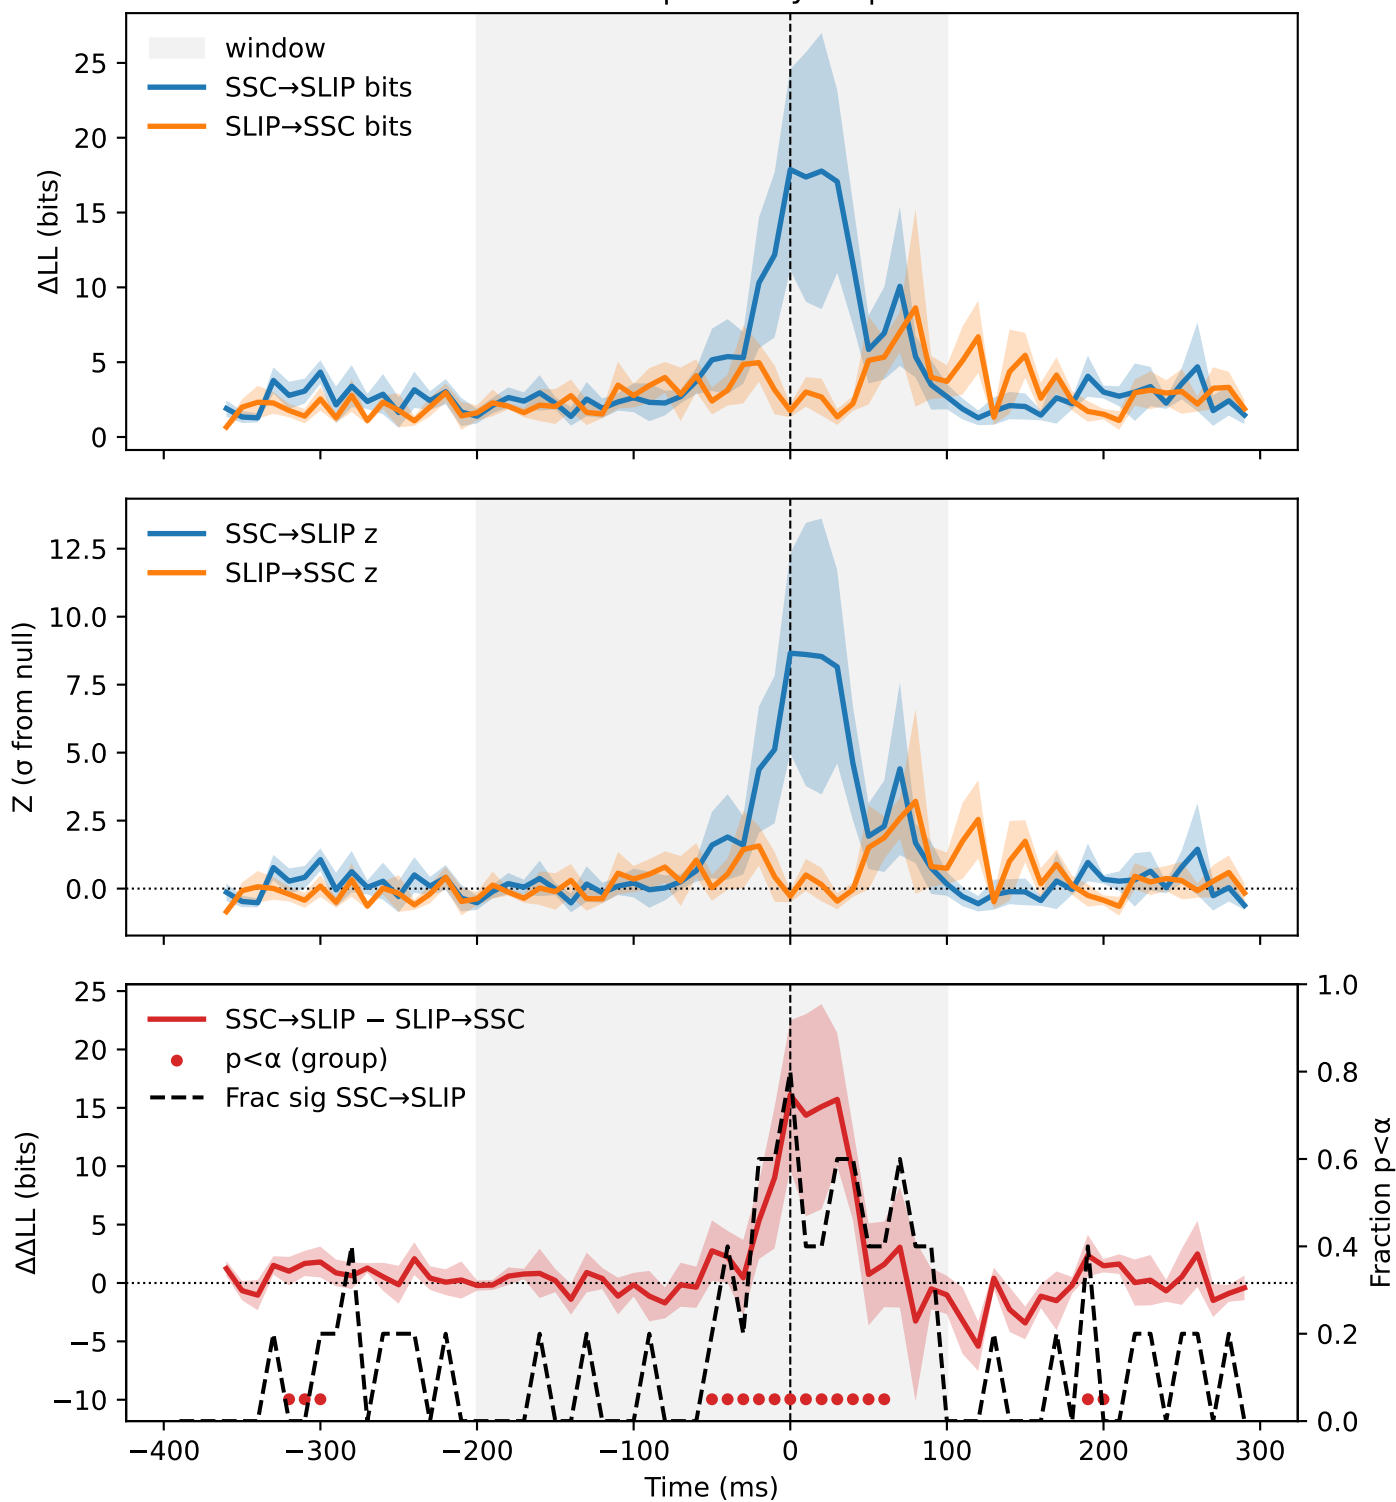 window
SSC→SLIP bits
SLIP→SSC bits
ΔLL (bits)
25
20
15
10
5
0
SSC→SLIP z
SLIP→SSC z
Z (σ from null)
12.5
10.0
7.5
5.0
2.5
0.0
SSC→SLIP − SLIP→SSC
p<α (group)
Frac sig SSC→SLIP
ΔΔLL (bits)
25
20
15
10
5
0
−5
−10
1.0
0.8
0.6
0.4
0.2
0.0
Fraction p<α
−400 −300 −200 −100 0 100 200 300
Time (ms)